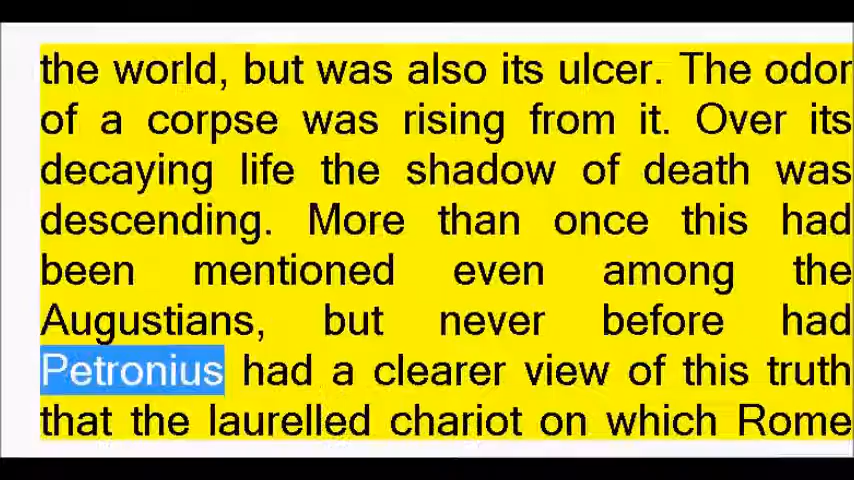 the world, but was also its ulcer. The odor
of a corpse was rising from it. Over its
decaying life the shadow of death was
descending. More than once this had
been mentioned even among the
Augustians, but never before had
Petronius had a clearer view of this truth
that the laurelled chariot on which Rome